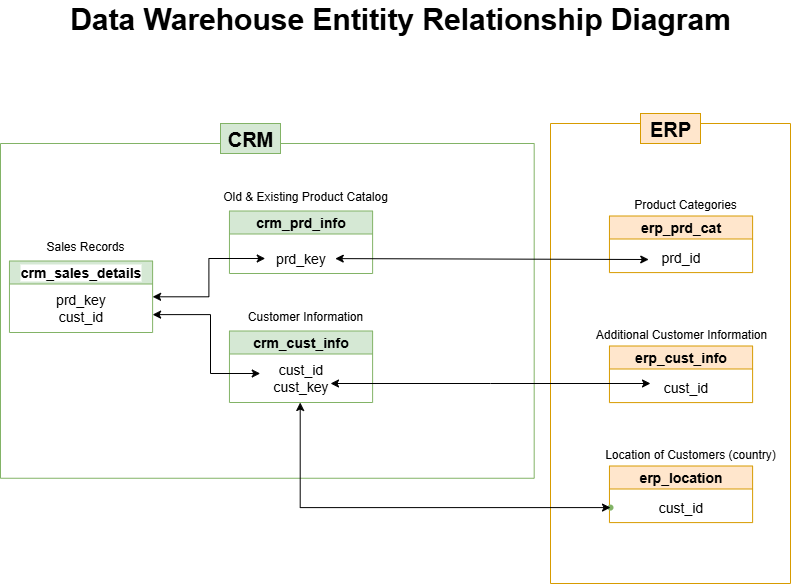 Data Warehouse Entitity Relationship Diagram
CRM
ERP
Old & Existing Product Catalog
crm_prd_info
prd_key
Sales Records
crm_sales_details
prd_key
cust_id
Customer Information
crm_cust_info
cust_id
cust_key
Product Categories
erp_prd_cat
prd_id
Additional Customer Information
erp_cust_info
cust_id
Location of Customers (country)
erp_location
cust_id